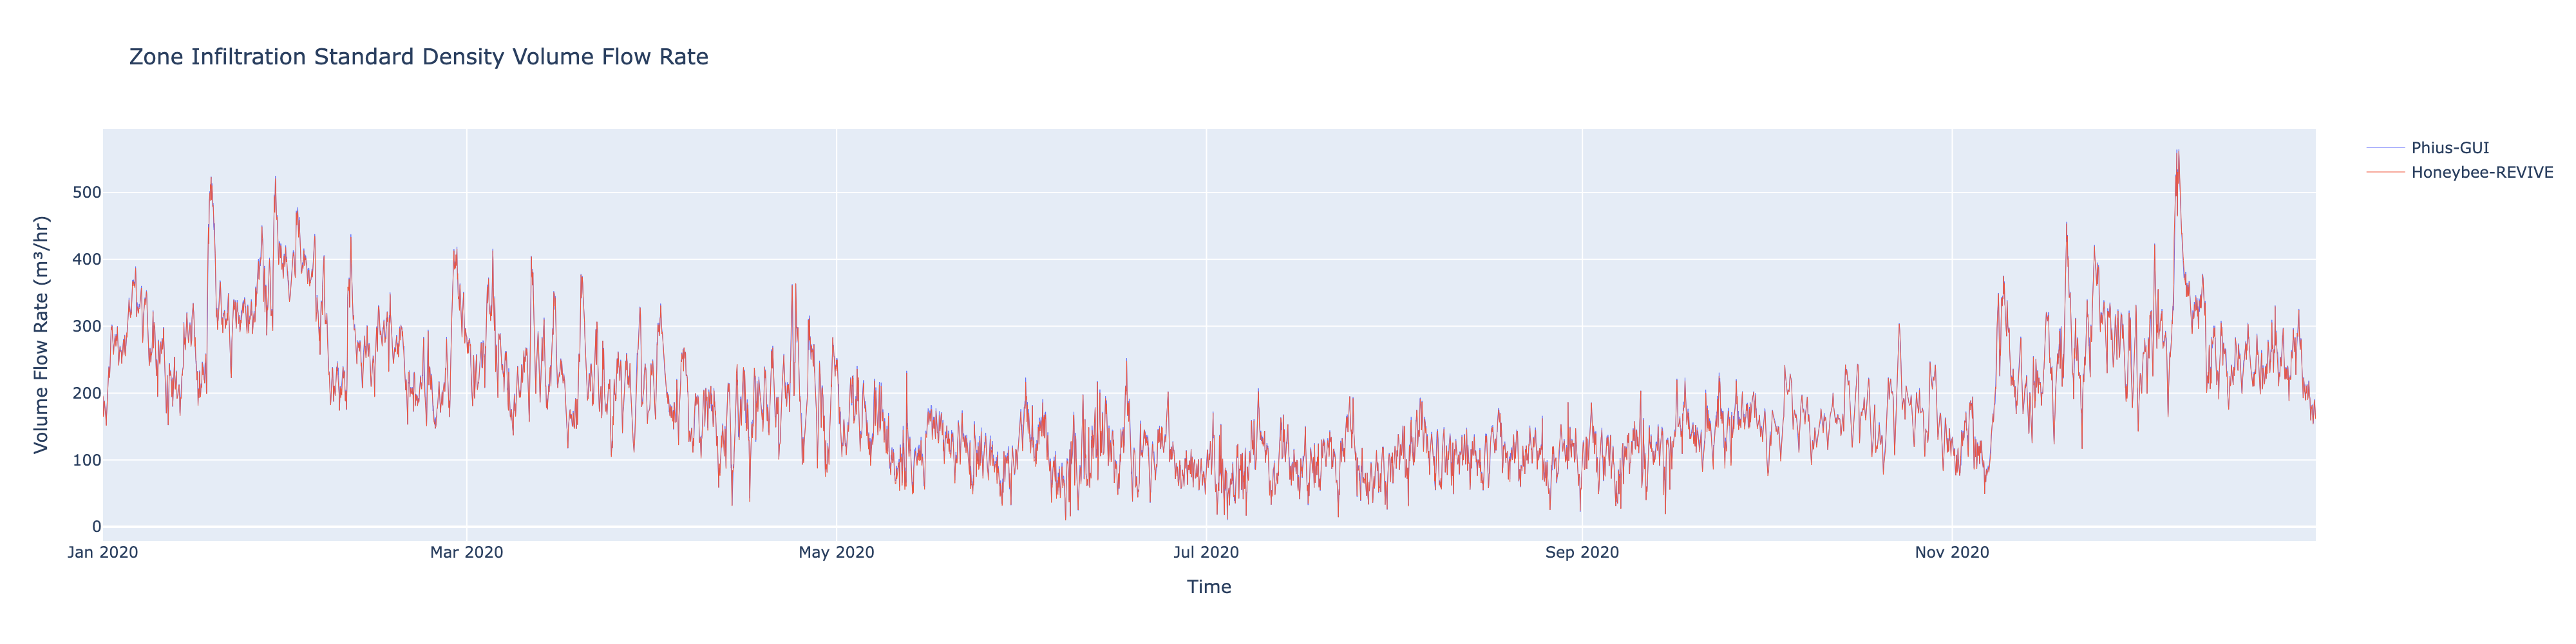 Zone Infiltration Standard Density Volume Flow Rate
Phius-GUI
Honeybee-REVIVE
Volume Flow Rate (m³/hr)
500
400
300
200
100
0
Jan 2020
Mar 2020
May 2020
Jul 2020
Sep 2020
Nov 2020
Time